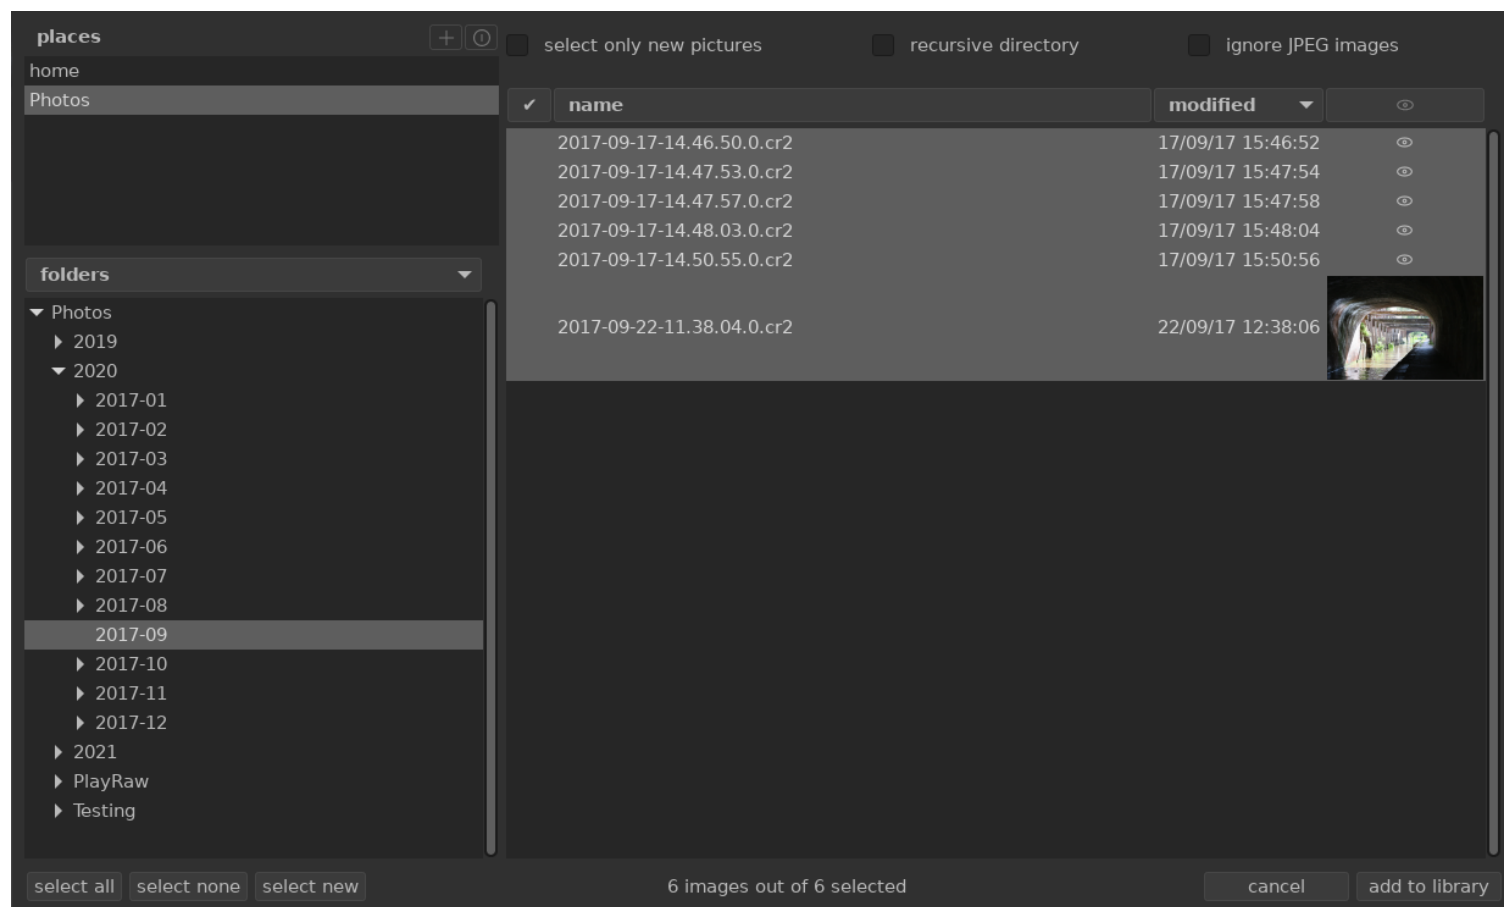 places
home
Photos
folders
Photos
2019
2020
2017-01
2017-02
2017-03
2017-04
2017-05
2017-06
2017-07
2017-08
2017-09
2017-10
2017-11
2017-12
2021
PlayRaw
Testing
select only new pictures recursive directory ignore JPEG images
✔ name modified
2017-09-17-14.46.50.0.cr2 17/09/17 15:46:52
2017-09-17-14.47.53.0.cr2 17/09/17 15:47:54
2017-09-17-14.47.57.0.cr2 17/09/17 15:47:58
2017-09-17-14.48.03.0.cr2 17/09/17 15:48:04
2017-09-17-14.50.55.0.cr2 17/09/17 15:50:56
2017-09-22-11.38.04.0.cr2 22/09/17 12:38:06
select all select none select new 6 images out of 6 selected cancel add to library